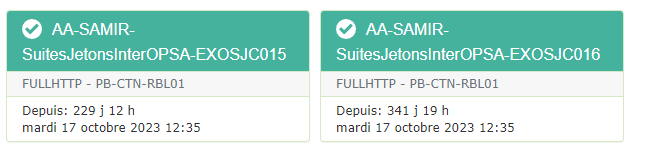 AA-SAMIR-
SuitesJetonsInterOPSA-EXOSJC015
FULLHTTP - PB-CTN-RBL01
Depuis: 229 j 12 h
mardi 17 octobre 2023 12:35
AA-SAMIR-
SuitesJetonsInterOPSA-EXOSJC016
FULLHTTP - PB-CTN-RBL01
Depuis: 341 j 19 h
mardi 17 octobre 2023 12:35